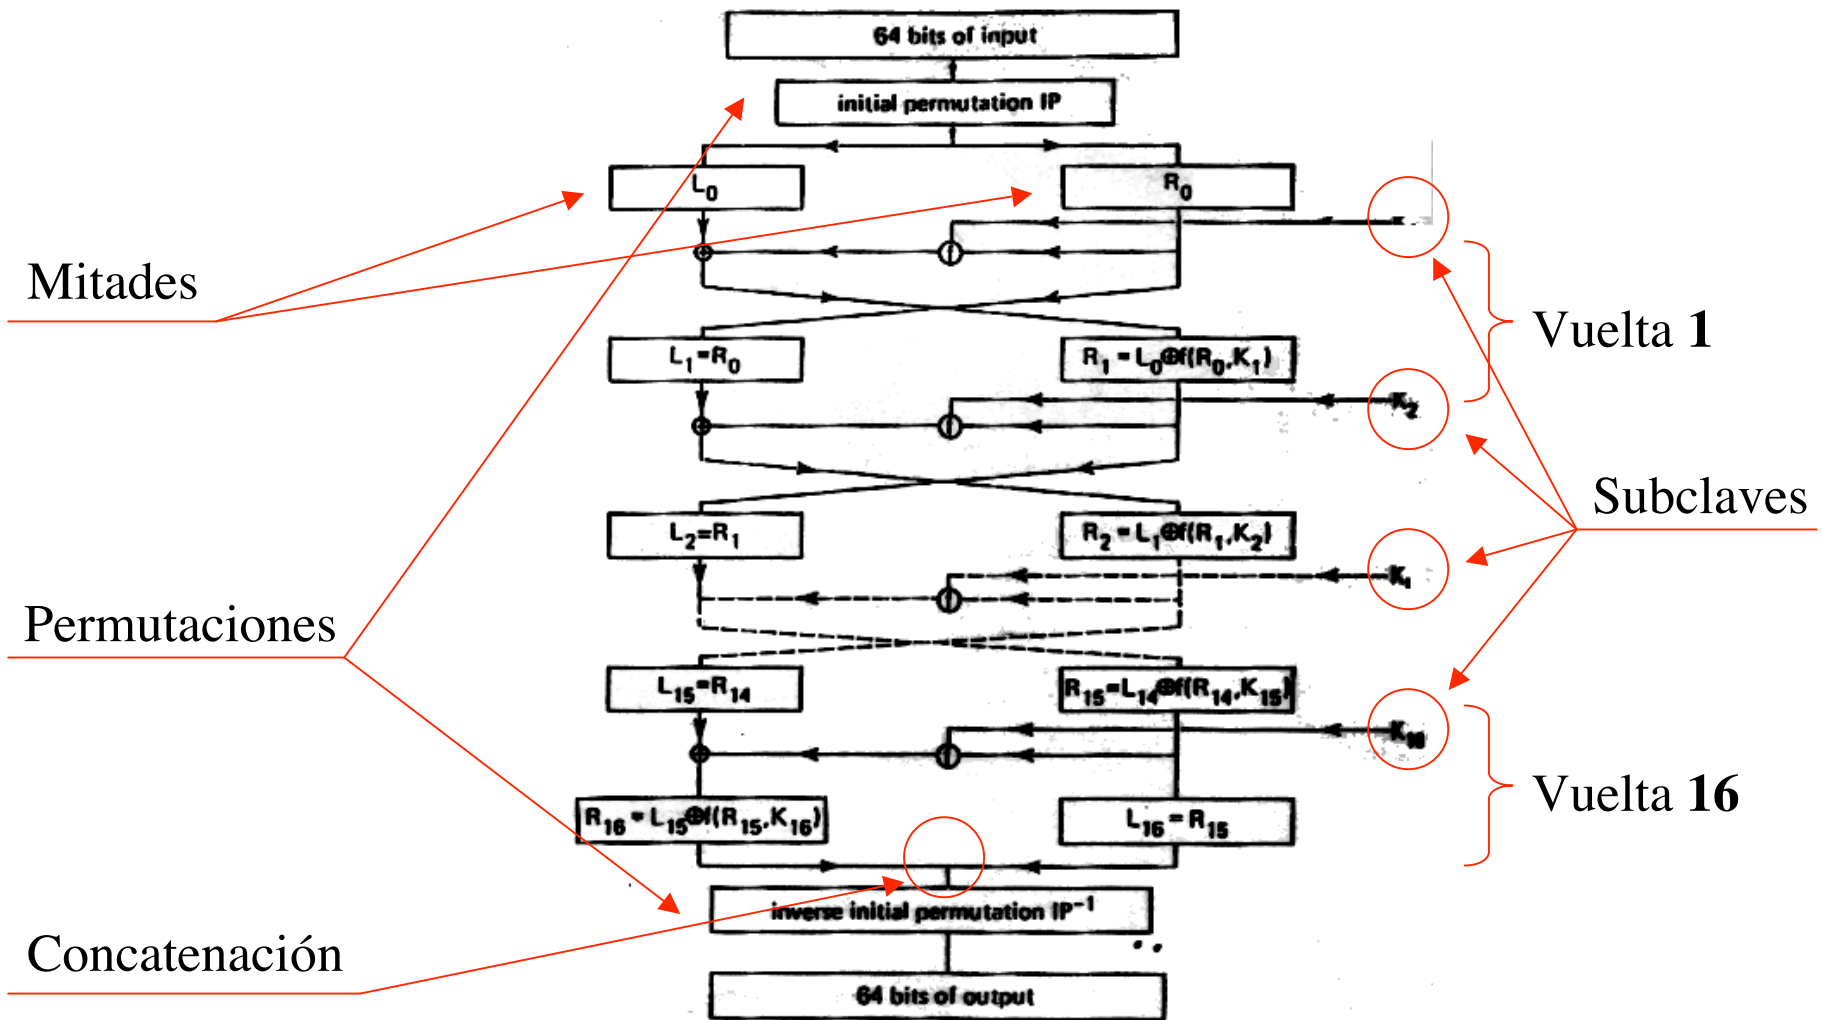 64 bits of input
initial permutation IP
L0
R0
Mitades
Vuelta 1
L1=R0
R1 = L0⊕f(R0,K1)
K2
Subclaves
L2=R1
R2 = L1⊕f(R1,K2)
Permutaciones
L15=R14
R15=L14⊕f(R14,K15)
K16
Vuelta 16
R16 = L15⊕f(R15,K16)
L16 = R15
inverse initial permutation IP-1
Concatenación
64 bits of output